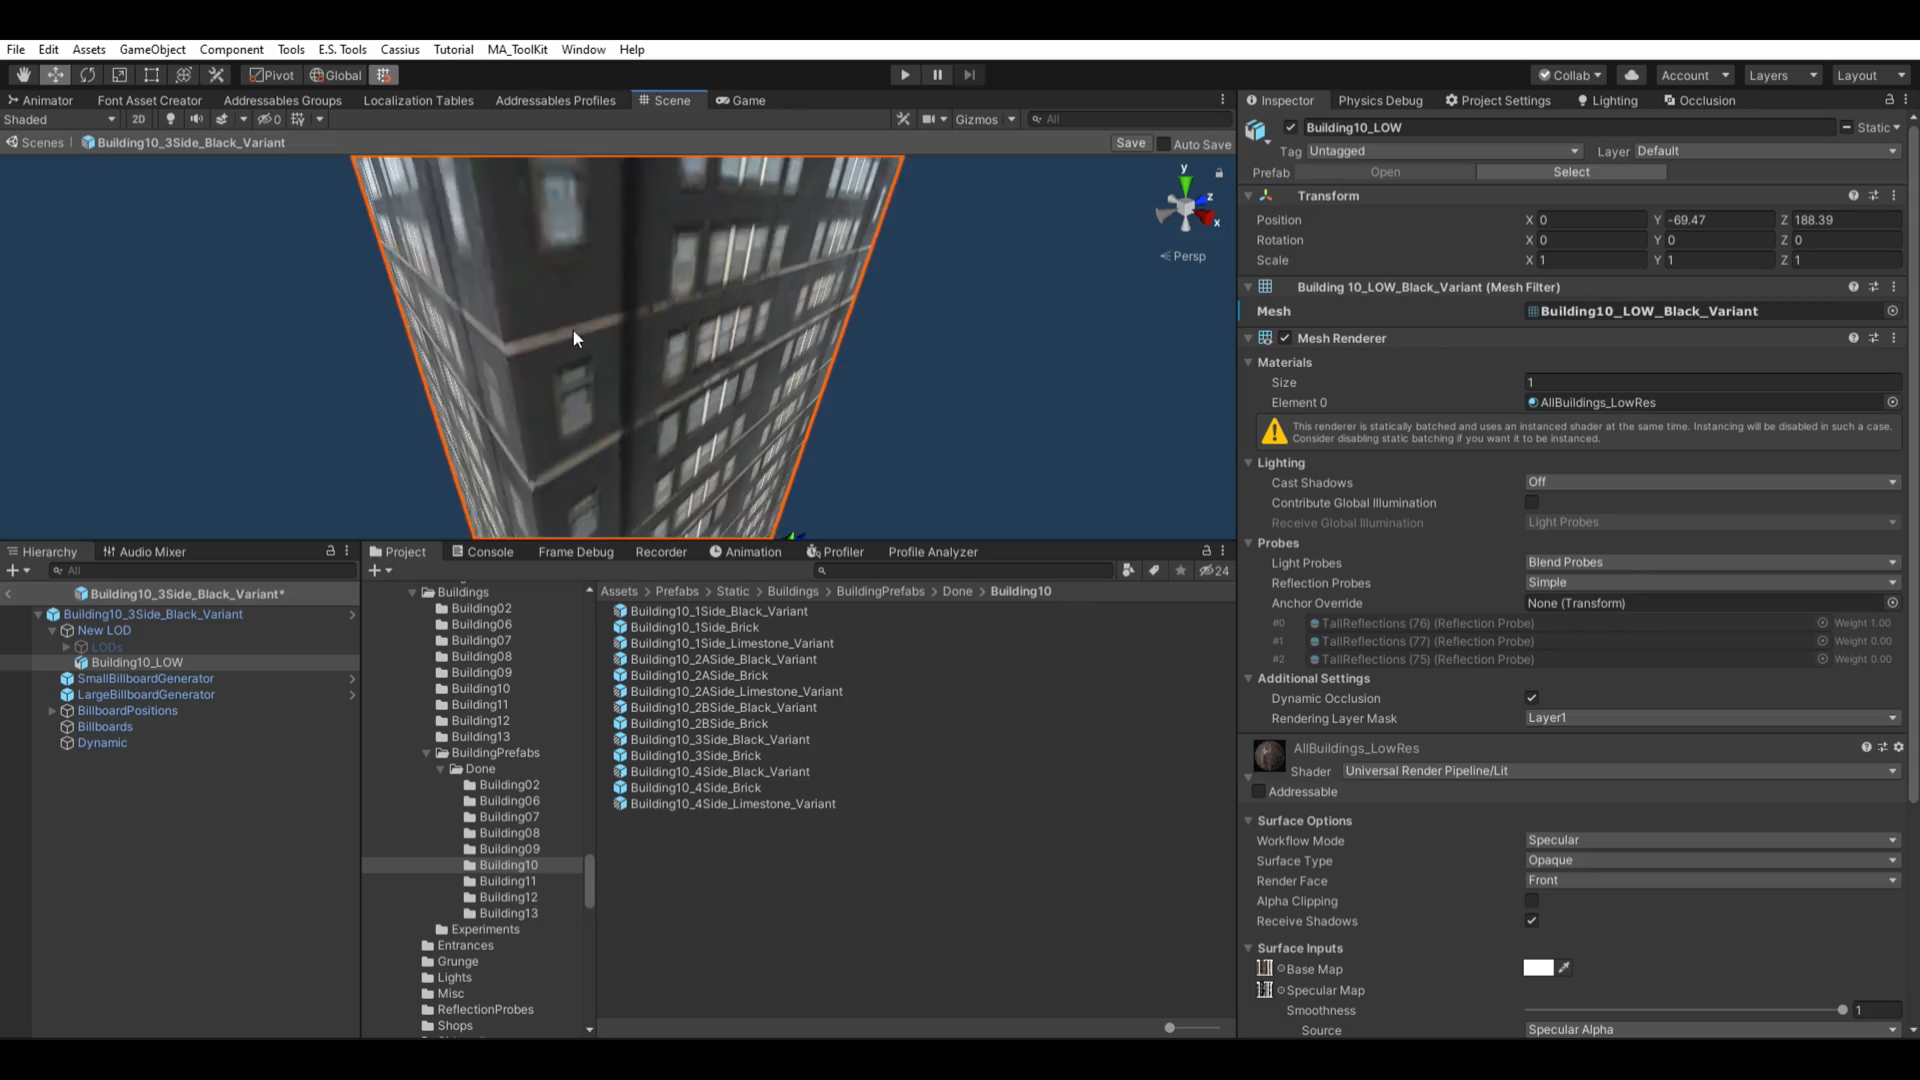 File Edit Assets GameObject Component Tools E.S. Tools Cassius Tutorial MA_ToolKit Window Help
Pivot Global Collab Account Layers Layout
Animator Font Asset Creator Addressables Groups Localization Tables Addressables Profiles Scene Game
Shaded 2D 0 Gizmos All
Scenes Building10_3Side_Black_Variant Save Auto Save
y
z
x
Persp
Inspector Physics Debug Project Settings Lighting Occlusion
Building10_LOW Static
Tag Untagged Layer Default
Prefab Open Select
Transform
Position X 0 Y -69.47 Z 188.39
Rotation X 0 Y 0 Z 0
Scale X 1 Y 1 Z 1
Building 10_LOW_Black_Variant (Mesh Filter)
Mesh Building10_LOW_Black_Variant
Mesh Renderer
Materials
Size 1
Element 0 AllBuildings_LowRes
This renderer is statically batched and uses an instanced shader at the same time. Instancing will be disabled in such a case.
Consider disabling static batching if you want it to be instanced.
Lighting
Cast Shadows Off
Contribute Global Illumination
Receive Global Illumination Light Probes
Probes
Light Probes Blend Probes
Reflection Probes Simple
Anchor Override None (Transform)
#0 TallReflections (76) (Reflection Probe) Weight 1.00
#1 TallReflections (77) (Reflection Probe) Weight 0.00
#2 TallReflections (75) (Reflection Probe) Weight 0.00
Additional Settings
Dynamic Occlusion
Rendering Layer Mask Layer1
AllBuildings_LowRes
Shader Universal Render Pipeline/Lit
Addressable
Surface Options
Workflow Mode Specular
Surface Type Opaque
Render Face Front
Alpha Clipping
Receive Shadows
Surface Inputs
Base Map
Specular Map
Smoothness 1
Source Specular Alpha
Hierarchy Audio Mixer
All
Building10_3Side_Black_Variant*
Building10_3Side_Black_Variant
New LOD
LODs
Building10_LOW
SmallBillboardGenerator
LargeBillboardGenerator
BillboardPositions
Billboards
Dynamic
Project Console Frame Debug Recorder Animation Profiler Profile Analyzer
24
Buildings
Building02
Building06
Building07
Building08
Building09
Building10
Building11
Building12
Building13
BuildingPrefabs
Done
Building02
Building06
Building07
Building08
Building09
Building10
Building11
Building12
Building13
Experiments
Entrances
Grunge
Lights
Misc
ReflectionProbes
Shops
Assets > Prefabs > Static > Buildings > BuildingPrefabs > Done > Building10
Building10_1Side_Black_Variant
Building10_1Side_Brick
Building10_1Side_Limestone_Variant
Building10_2ASide_Black_Variant
Building10_2ASide_Brick
Building10_2ASide_Limestone_Variant
Building10_2BSide_Black_Variant
Building10_2BSide_Brick
Building10_3Side_Black_Variant
Building10_3Side_Brick
Building10_4Side_Black_Variant
Building10_4Side_Brick
Building10_4Side_Limestone_Variant